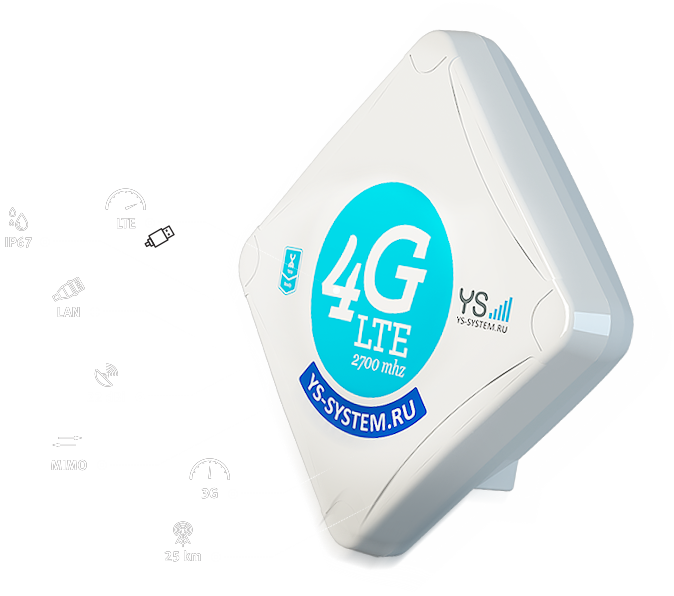 IP67
LTE
LAN
MIMO
3G
25 km
4G
LTE
2700 mhz
YS-SYSTEM.RU
YS
YS-SYSTEM.RU